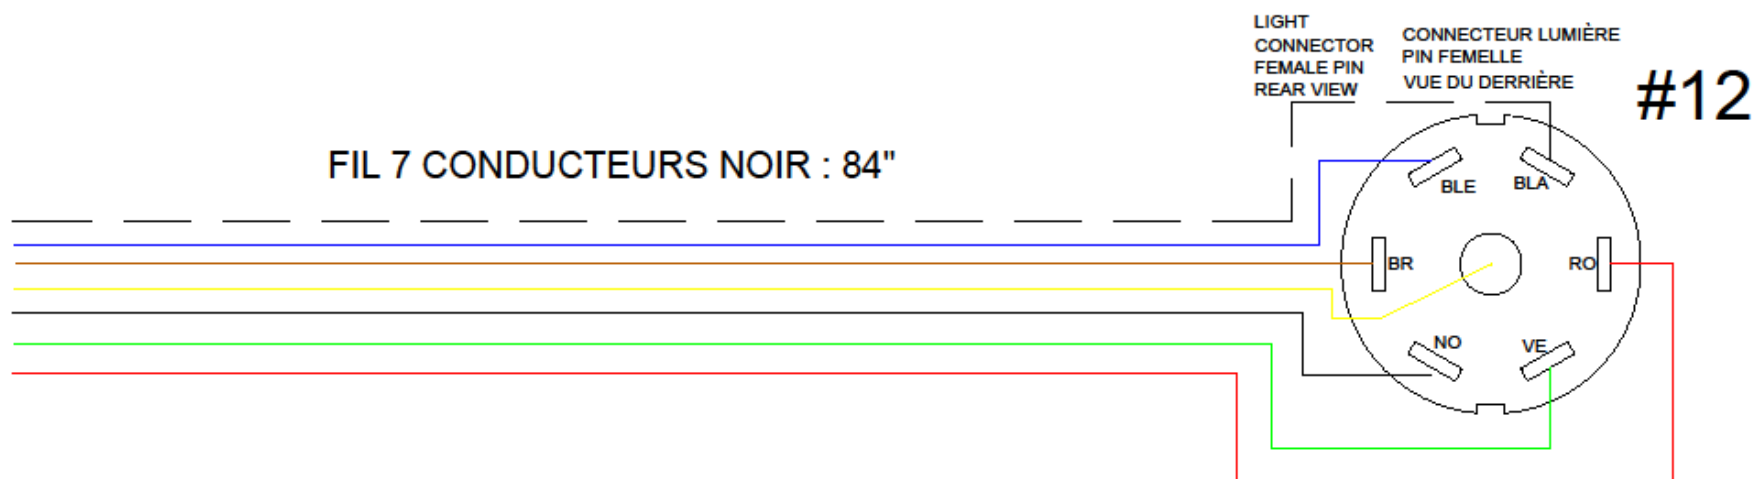 LIGHT
CONNECTOR
FEMALE PIN
REAR VIEW
CONNECTEUR LUMIÈRE
PIN FEMELLE
VUE DU DERRIÈRE
#12
FIL 7 CONDUCTEURS NOIR : 84"
BLE
BLA
BR
RO
NO
VE